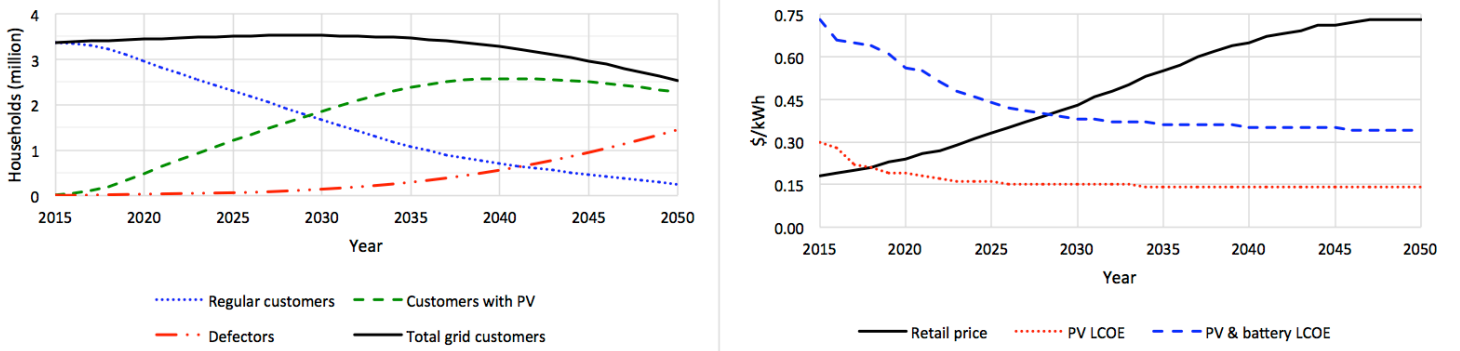 Households (million)
4
3
2
1
0
2015 2020 2025 2030 2035 2040 2045 2050
Year
Regular customers Customers with PV
Defectors Total grid customers
$/kWh
0.75
0.60
0.45
0.30
0.15
0.00
2015 2020 2025 2030 2035 2040 2045 2050
Year
Retail price PV LCOE PV & battery LCOE